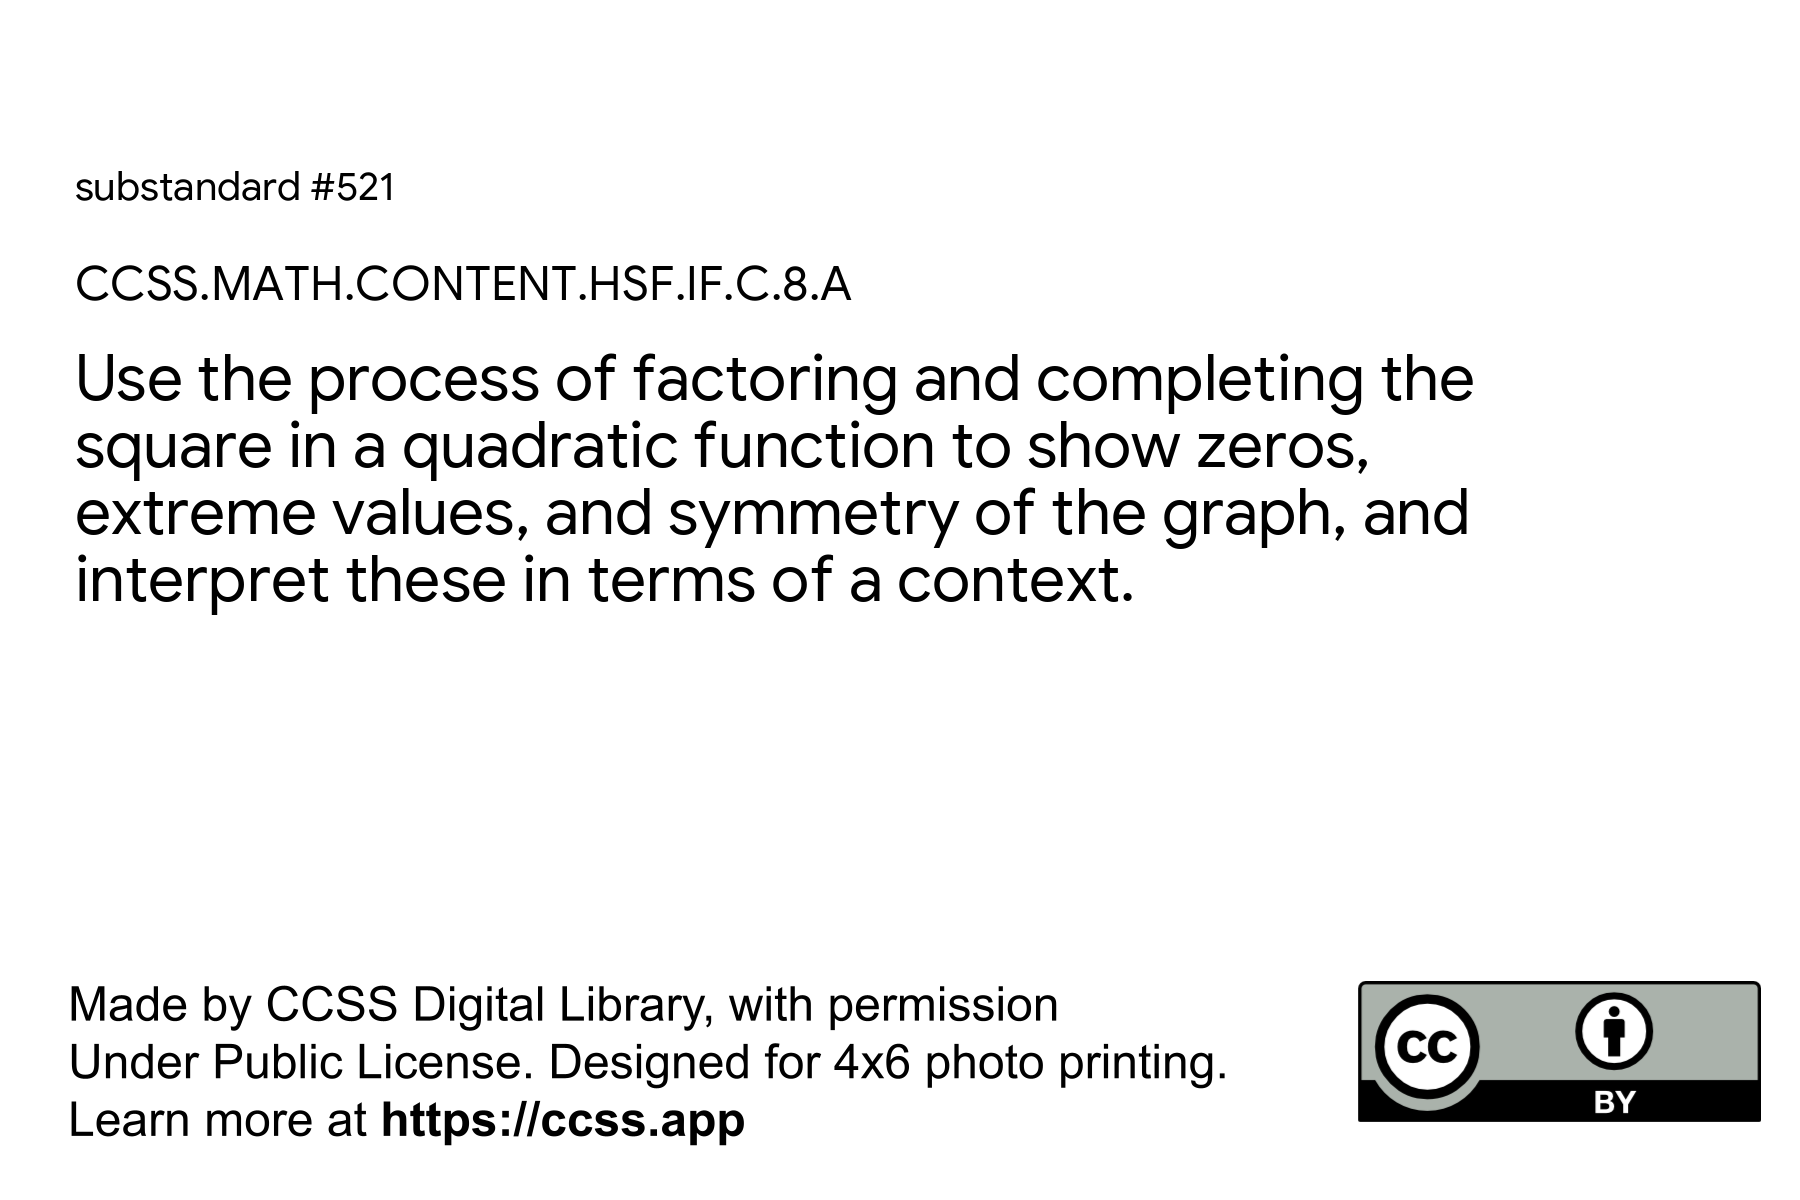 substandard #521
CCSS.MATH.CONTENT.HSF.IF.C.8.A
Use the process of factoring and completing the
square in a quadratic function to show zeros,
extreme values, and symmetry of the graph, and
interpret these in terms of a context.
Made by CCSS Digital Library, with permission
Under Public License. Designed for 4x6 photo printing.
Learn more at https://ccss.app
cc
BY